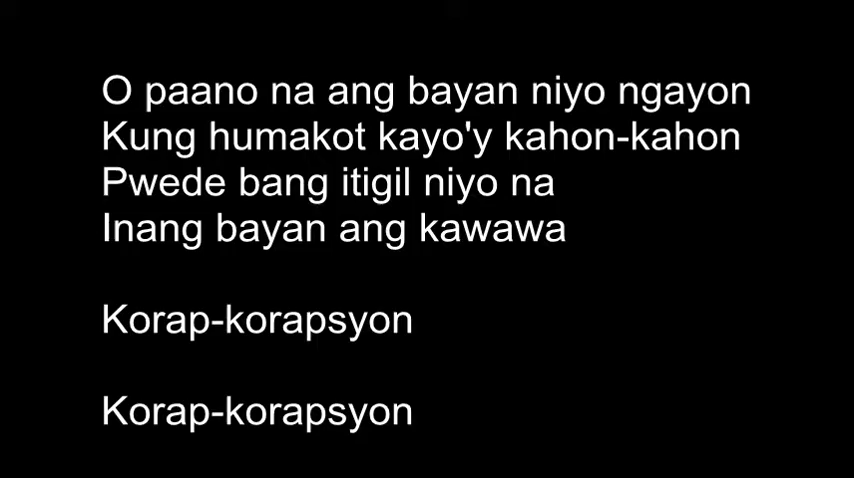 O paano na ang bayan niyo ngayon
Kung humakot kayo'y kahon-kahon
Pwede bang itigil niyo na
Inang bayan ang kawawa
Korap-korapsyon
Korap-korapsyon